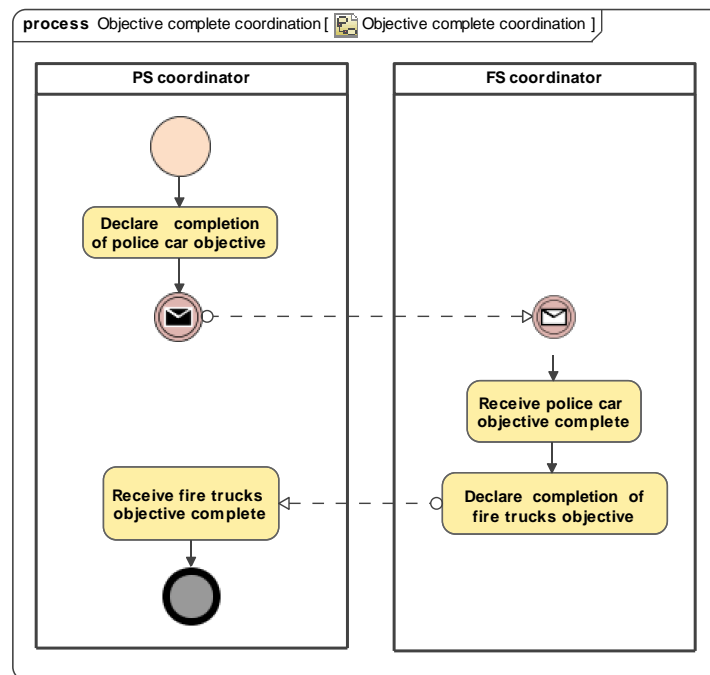 process Objective complete coordination [ Objective complete coordination ]
PS coordinator
FS coordinator
Declare completion
of police car objective
Receive police car
objective complete
Receive fire trucks
objective complete
Declare completion of
fire trucks objective